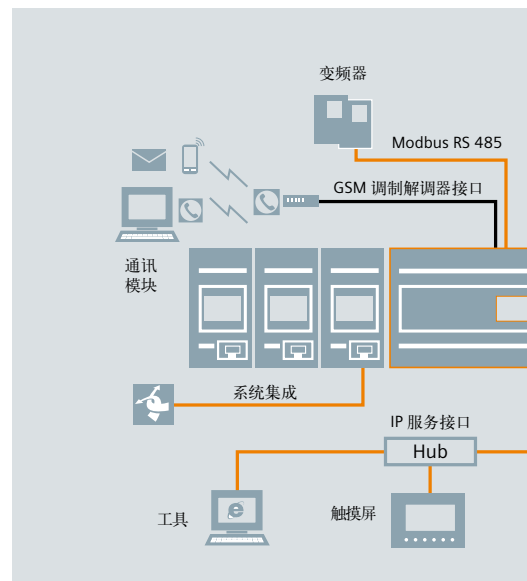 变频器
Modbus RS 485
GSM 调制解调器接口
通讯
模块
系统集成
IP 服务接口
Hub
工具
触摸屏